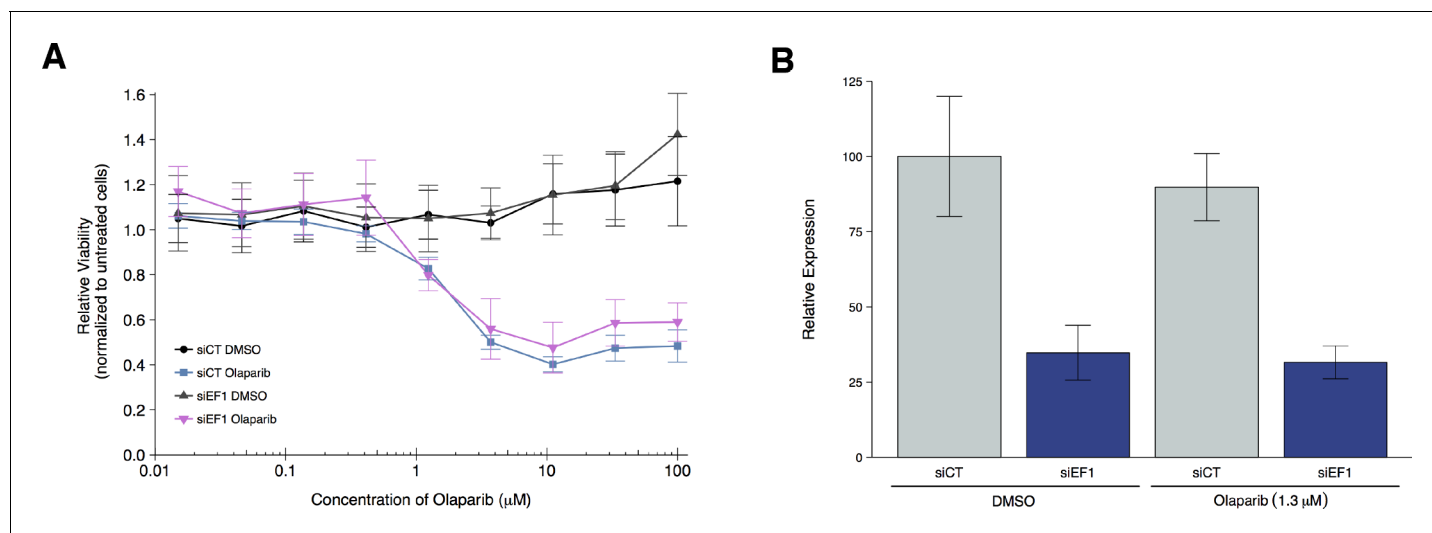 A
Relative Viability
(normalized to untreated cells)
1.6
1.4
1.2
1.0
0.8
0.6
0.4
0.2
0.0
siCT DMSO
siCT Olaparib
siEF1 DMSO
siEF1 Olaparib
0.01
0.1
1
10
100
Concentration of Olaparib (μM)
B
Relative Expression
125
100
75
50
25
0
siCT
siEF1
siCT
siEF1
DMSO
Olaparib (1.3 μM)